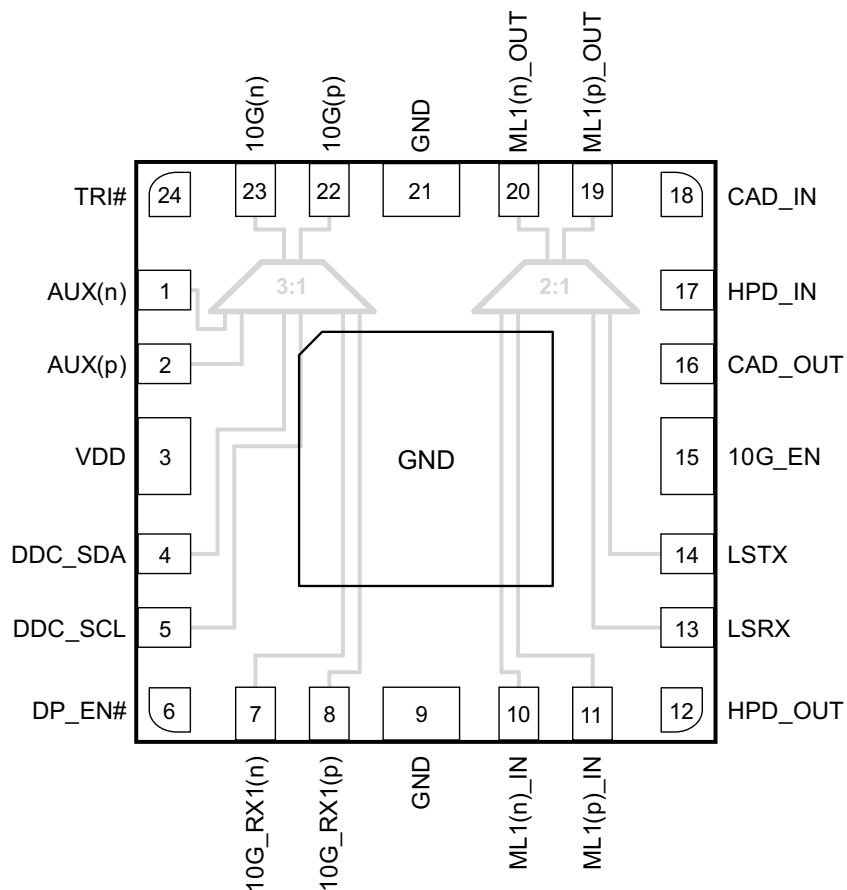 10G(n)
10G(p)
GND
ML1(n)_OUT
ML1(p)_OUT
23
22
21
20
19
TRI#
24
18
CAD_IN
3:1
2:1
AUX(n)
1
17
HPD_IN
AUX(p)
2
16
CAD_OUT
VDD
3
GND
15
10G_EN
DDC_SDA
4
14
LSTX
DDC_SCL
5
13
LSRX
DP_EN#
6
7
8
9
10
11
12
HPD_OUT
10G_RX1(n)
10G_RX1(p)
GND
ML1(n)_IN
ML1(p)_IN